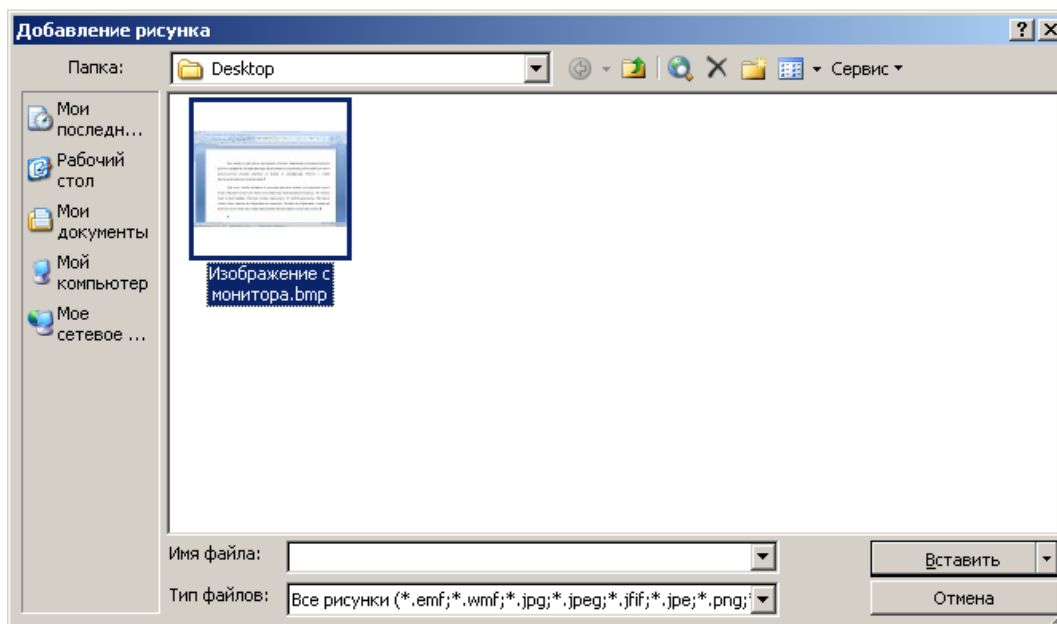 Добавление рисунка
Папка:
Desktop
Сервис
Мои
последн...
Рабочий
стол
Мои
документы
Мой
компьютер
Мое
сетевое ...
Изображение с
монитора.bmp
Имя файла:
Вставить
Тип файлов:
Все рисунки (*.emf;*.wmf;*.jpg;*.jpeg;*.jfif;*.jpe;*.png;*
Отмена